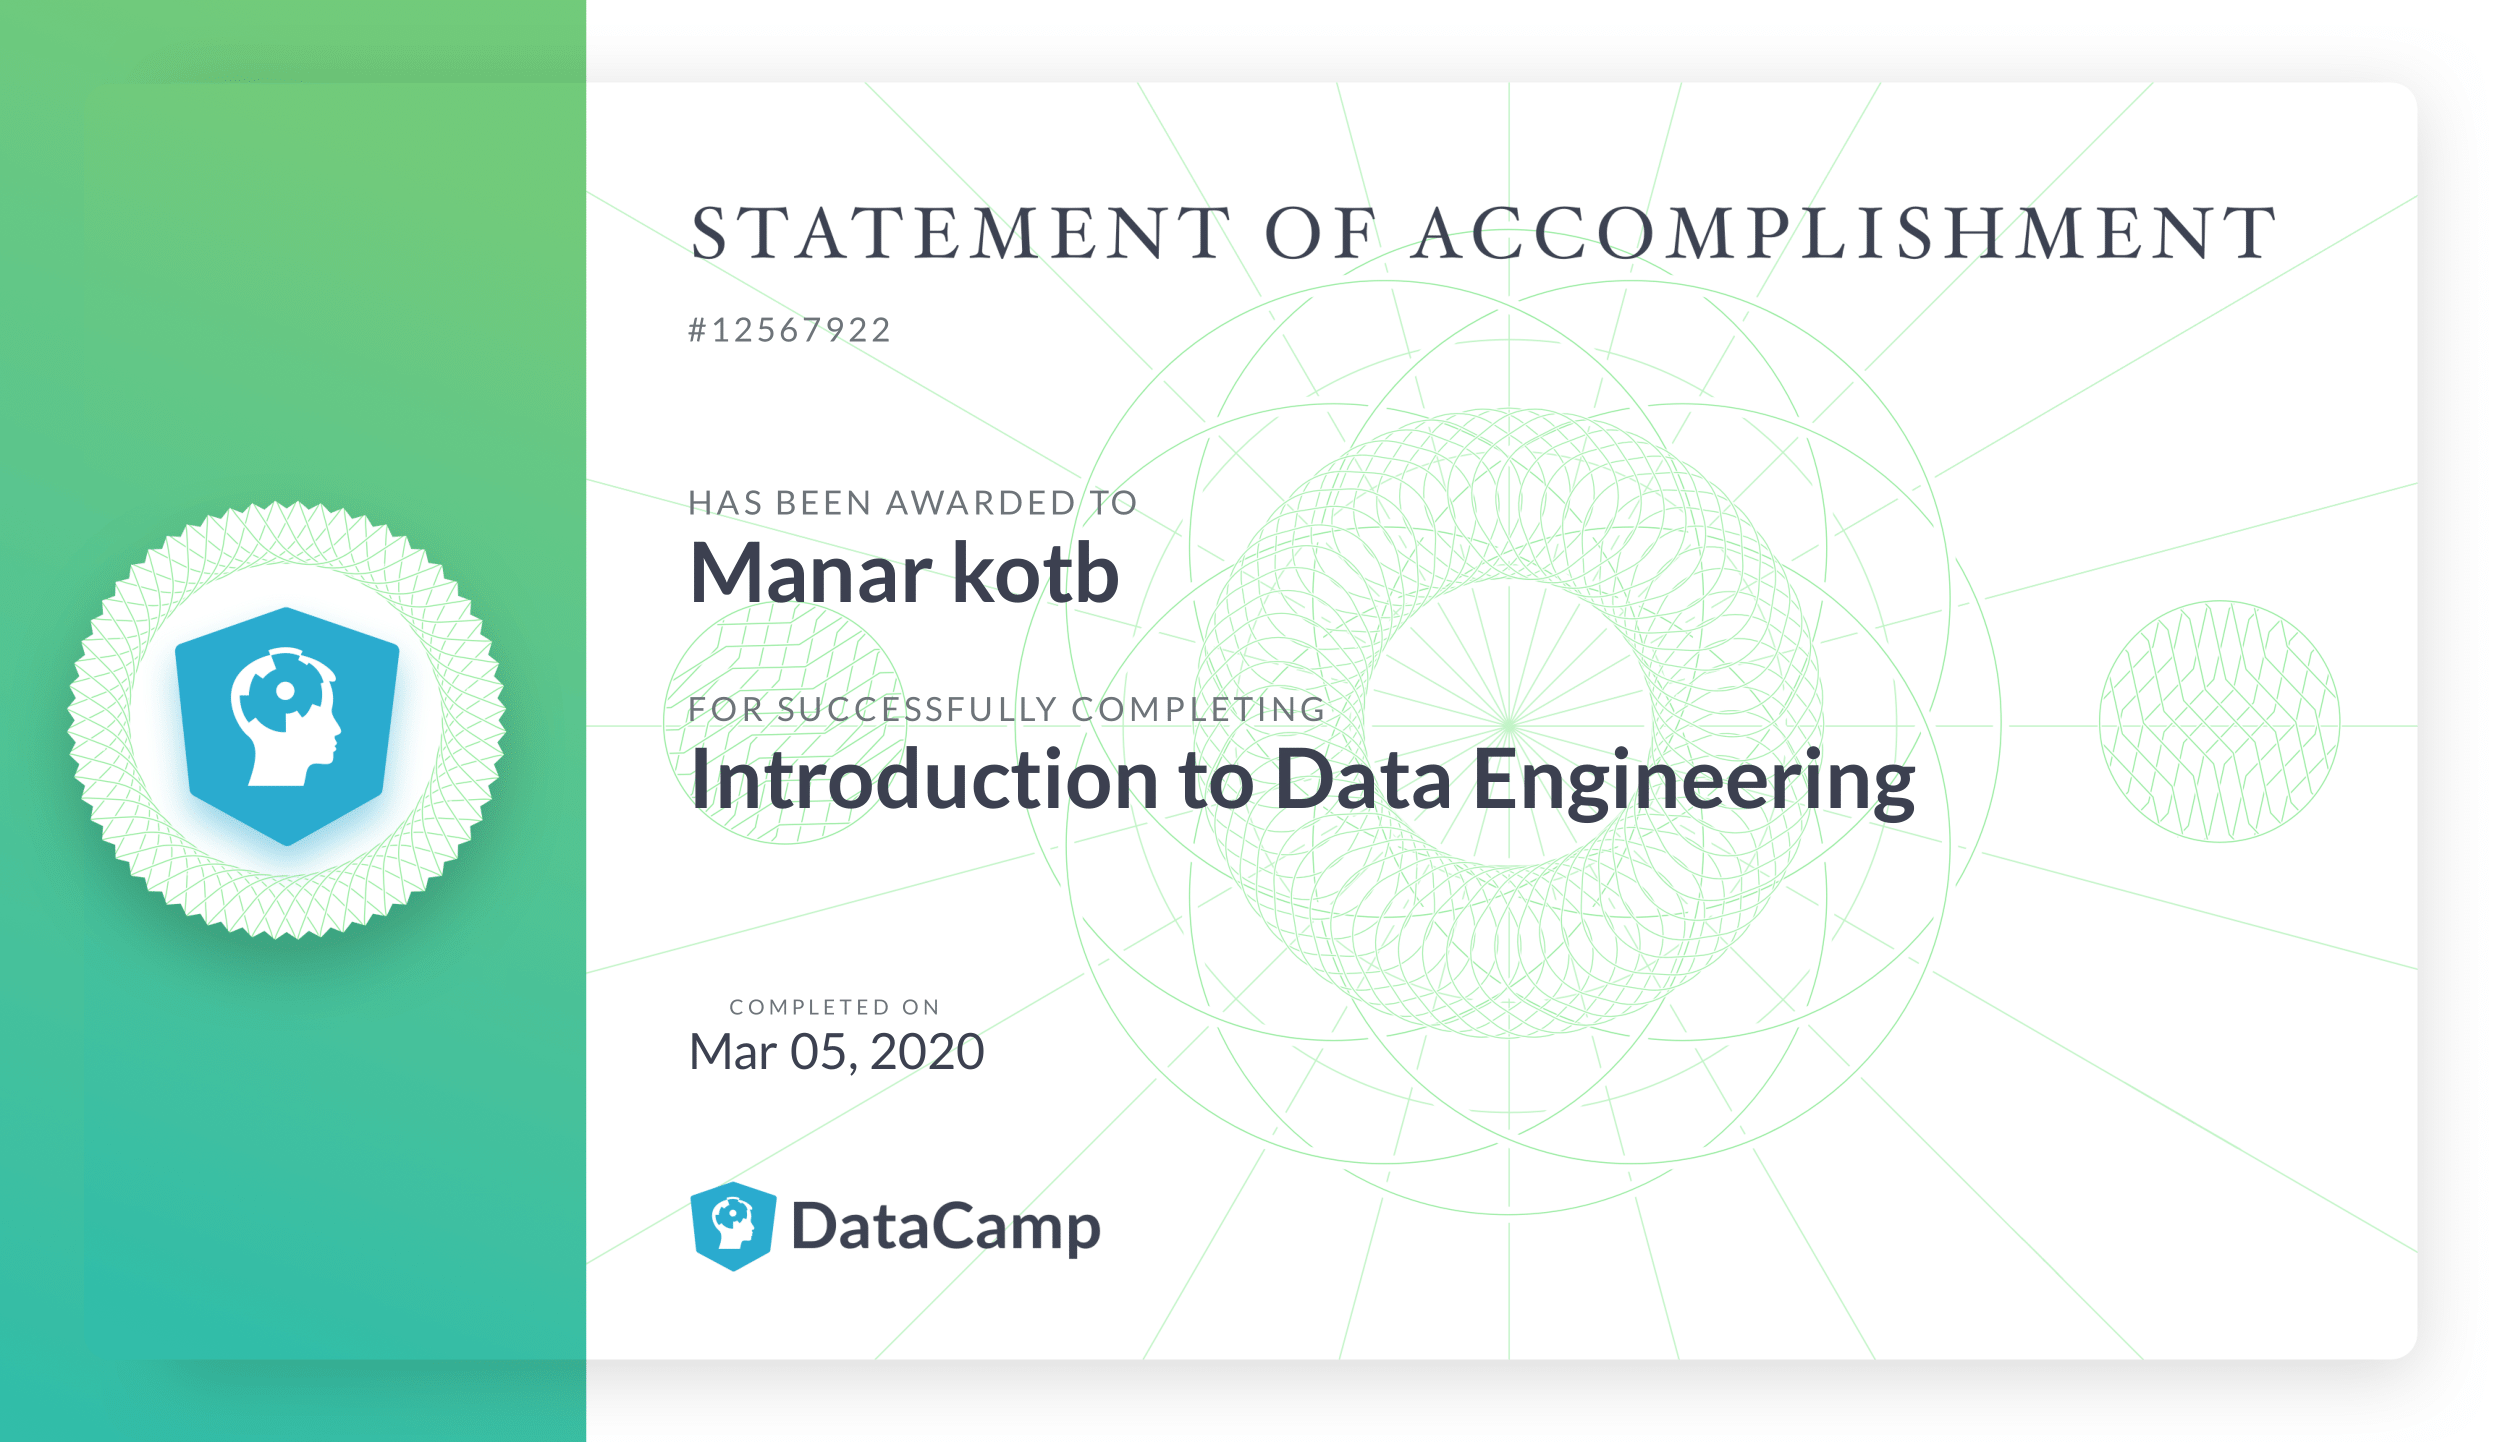 STATEMENT OF ACCOMPLISHMENT
#12567922
HAS BEEN AWARDED TO
Manar kotb
FOR SUCCESSFULLY COMPLETING
Introduction to Data Engineering
COMPLETED ON
Mar 05, 2020
DataCamp